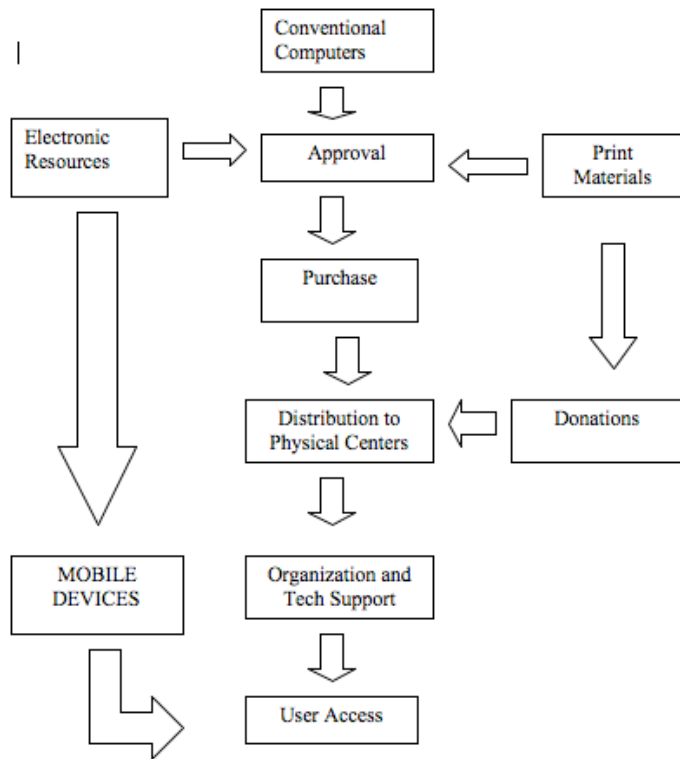 Conventional
Computers
Electronic
Resources
Approval
Print
Materials
Purchase
Distribution to
Physical Centers
Donations
MOBILE
DEVICES
Organization and
Tech Support
User Access